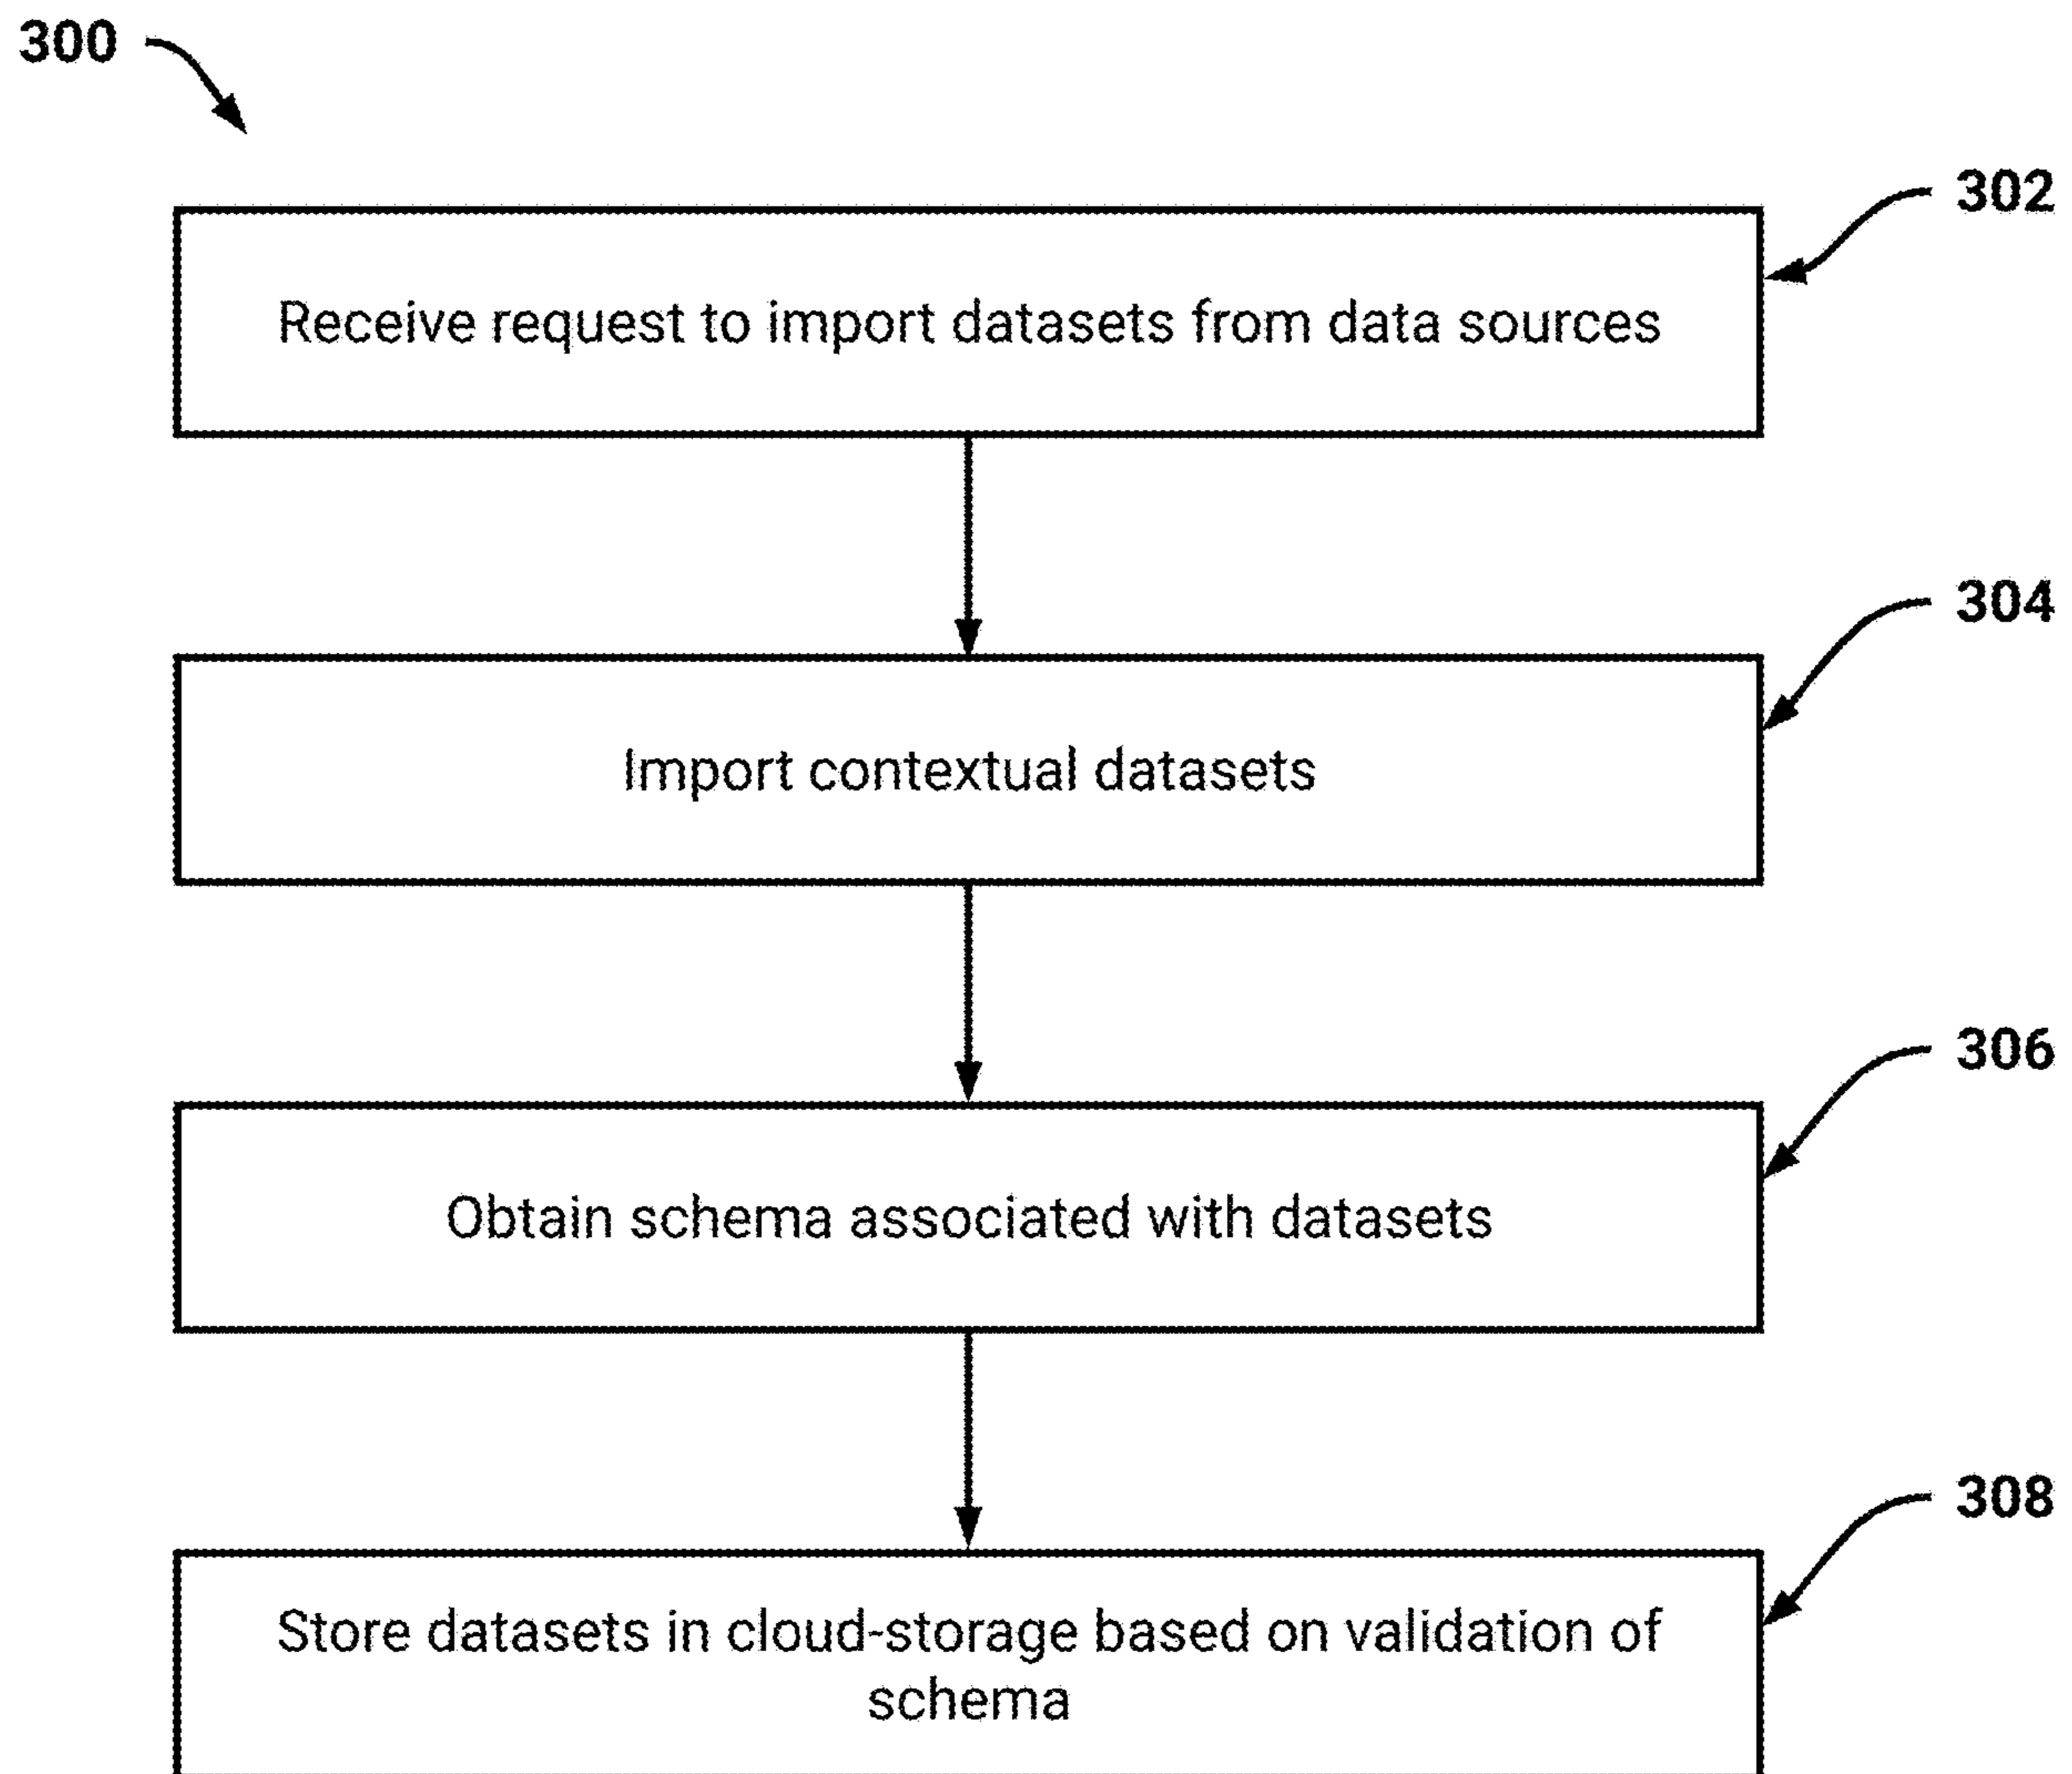 300
302
Receive request to import datasets from data sources
304
Import contextual datasets
306
Obtain schema associated with datasets
308
Store datasets in cloud-storage based on validation of
schema